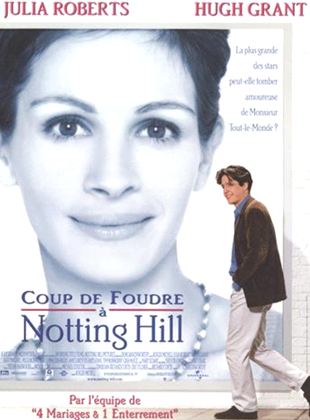 JULIA ROBERTS HUGH GRANT
La plus grande
des stars
peut-elle tomber
amoureuse
de Monsieur
Tout-le-Monde ?
COUP DE FOUDRE
à
Notting Hill
Par l'équipe de
"4 Mariages & 1 Enterrement"